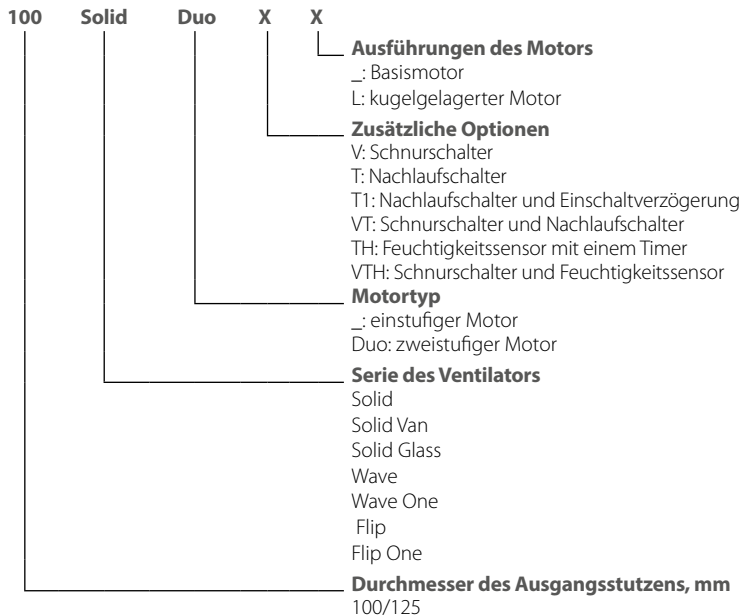 100 Solid Duo X X
Ausführungen des Motors
_: Basismotor
L: kugelgelagerter Motor
Zusätzliche Optionen
V: Schnurschalter
T: Nachlaufschalter
T1: Nachlaufschalter und Einschaltverzögerung
VT: Schnurschalter und Nachlaufschalter
TH: Feuchtigkeitssensor mit einem Timer
VTH: Schnurschalter und Feuchtigkeitssensor
Motortyp
_: einstufiger Motor
Duo: zweistufiger Motor
Serie des Ventilators
Solid
Solid Van
Solid Glass
Wave
Wave One
Flip
Flip One
Durchmesser des Ausgangsstutzens, mm
100/125